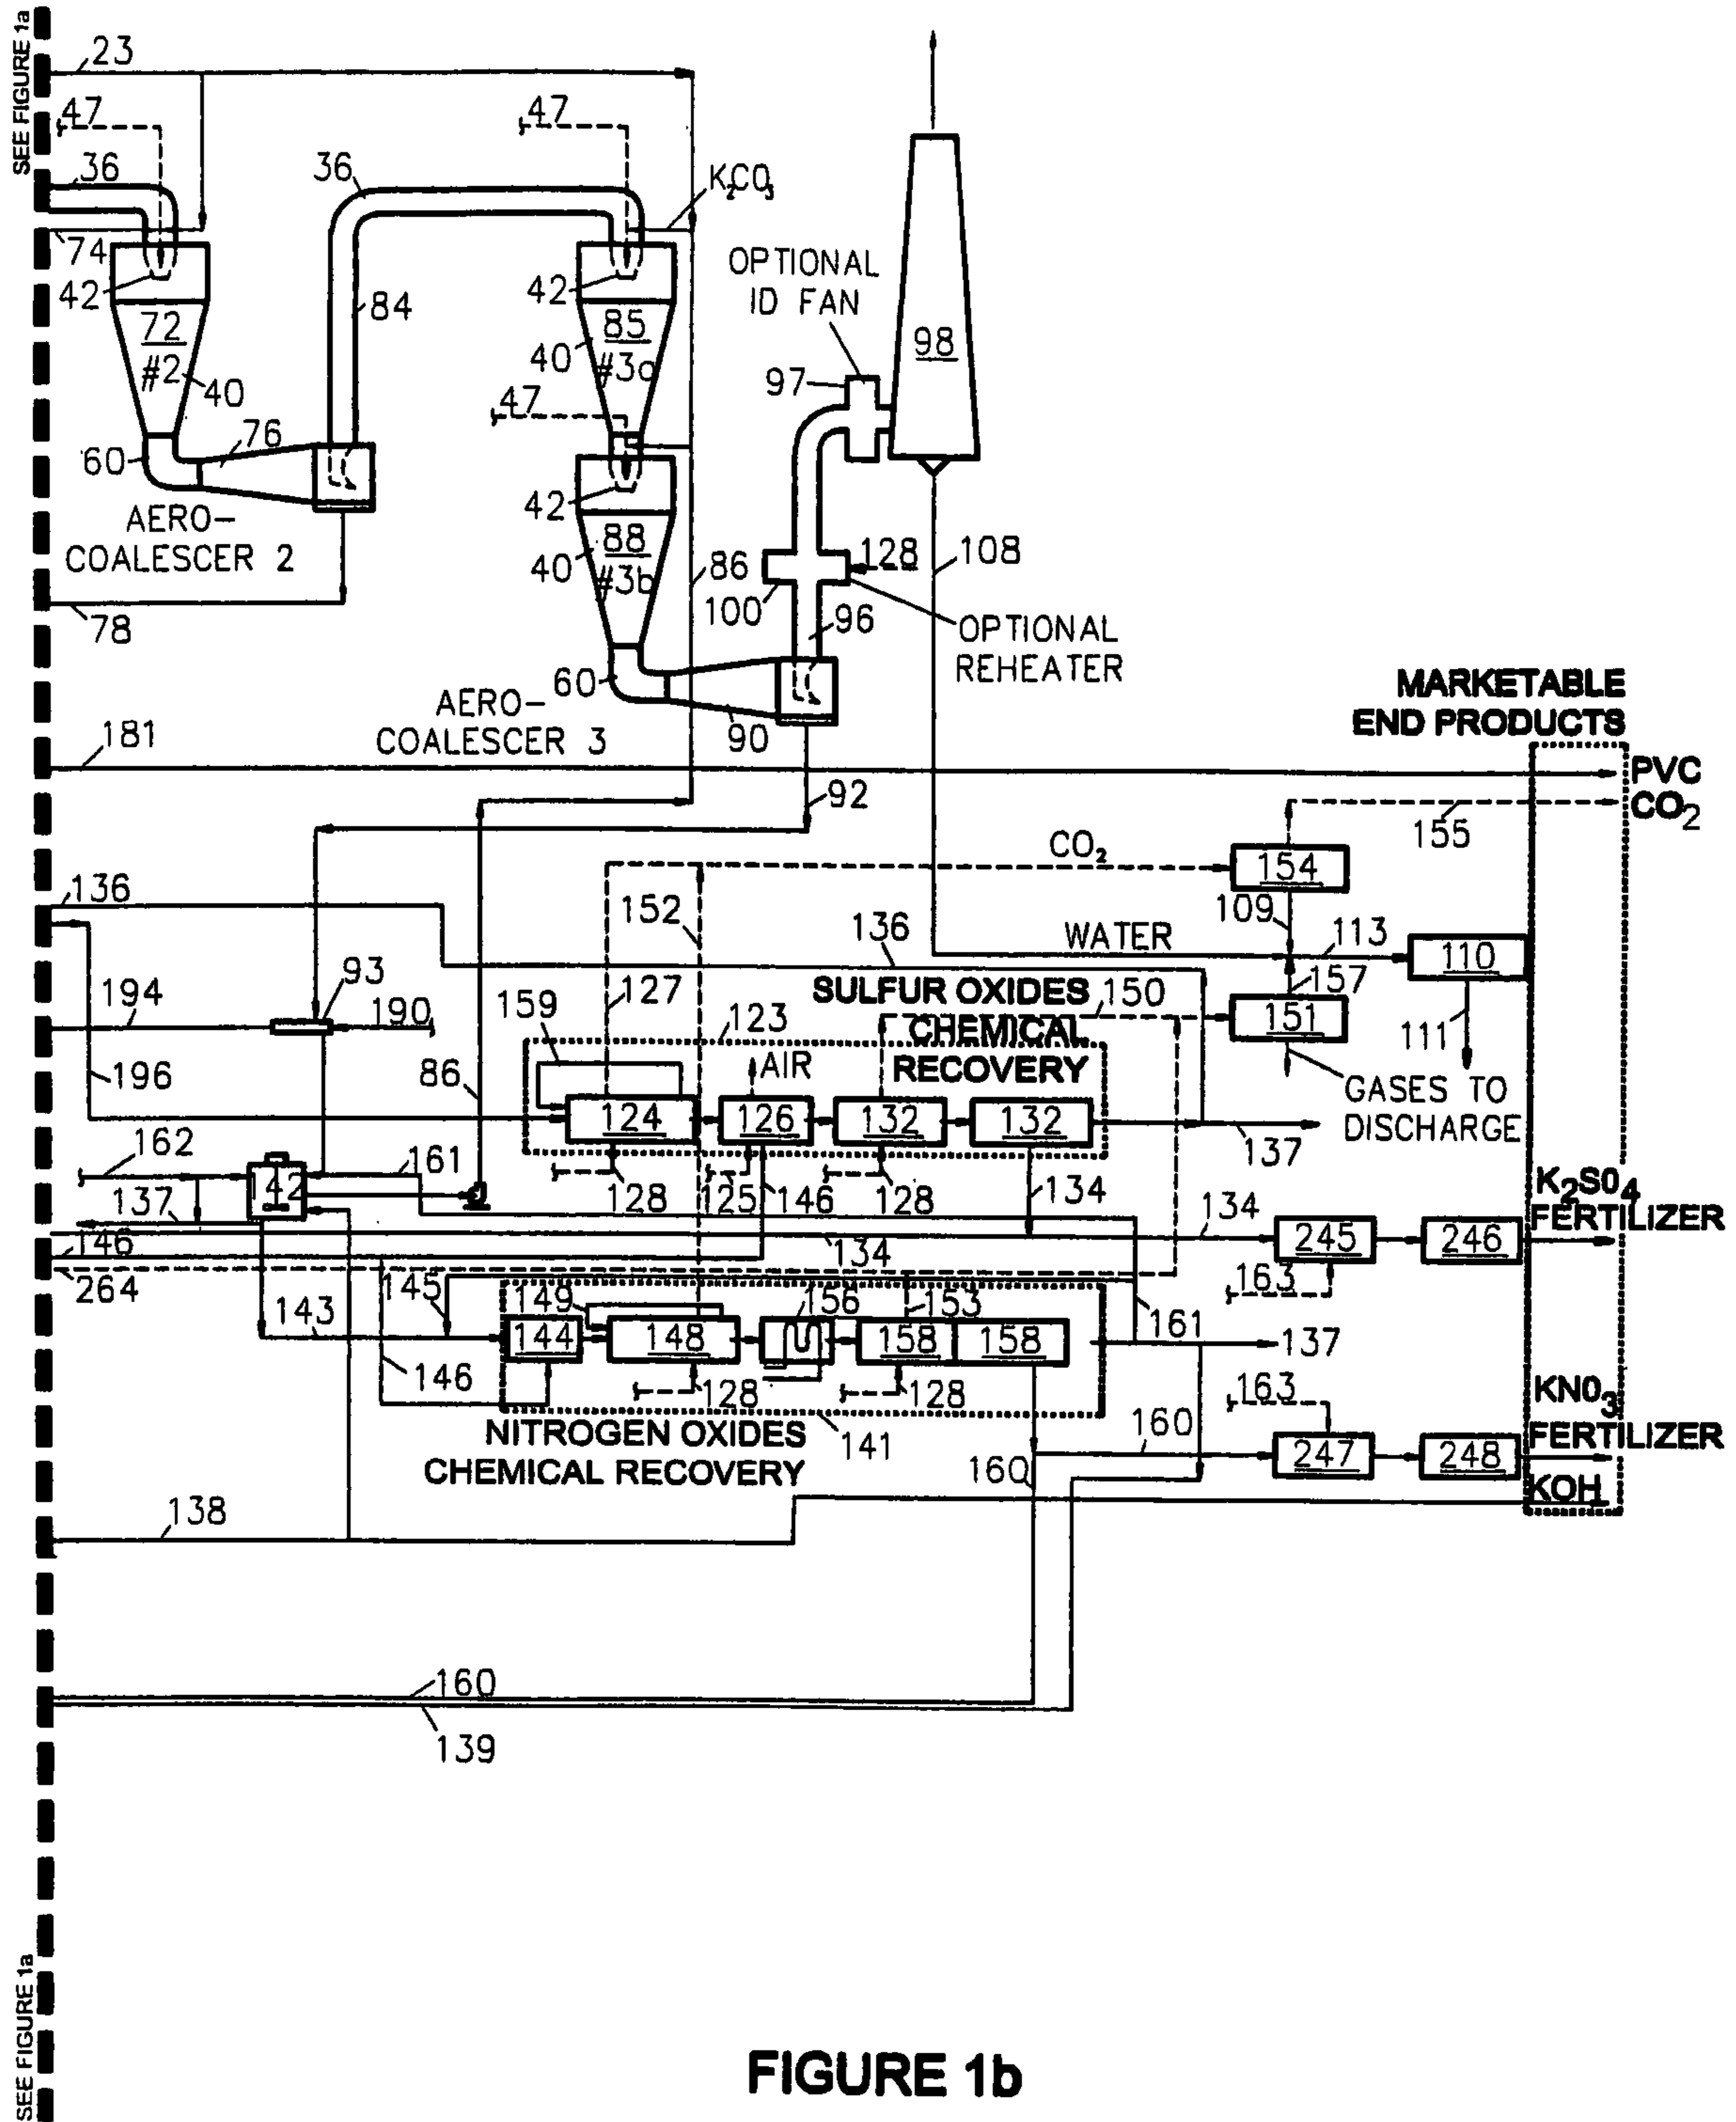 SEE FIGURE 1a
23
47
47
36
36
K2CO3
74
42
42
OPTIONAL
ID FAN
84
72
#2
40
85
#3a
40
98
97
47
76
60
42
AERO-
COALESCER 2
88
#3b
40
86
128
108
100
78
96
OPTIONAL
REHEATER
60
AERO-
COALESCER 3
90
MARKETABLE
END PRODUCTS
181
PVC
92
CO2
155
CO2
154
136
152
109
136
WATER
113
110
93
194
190
127
159
SULFUR OXIDES
150
157
123
CHEMICAL
RECOVERY
151
111
AIR
196
86
GASES TO
DISCHARGE
124
126
132
132
137
162
161
142
128
125
146
128
134
137
K2SO4
FERTILIZER
134
245
246
146
134
264
145
163
143
149
156
153
144
148
158
158
161
137
146
128
128
163
KNO3
FERTILIZER
NITROGEN OXIDES
CHEMICAL RECOVERY
141
160
247
248
160
KOH
138
160
139
SEE FIGURE 1a
FIGURE 1b